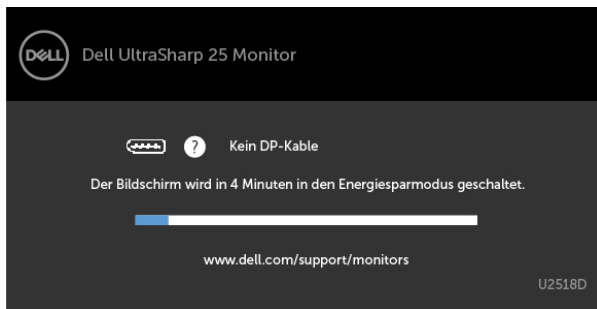 DELL
Dell UltraSharp 25 Monitor
? Kein DP-Kable
Der Bildschirm wird in 4 Minuten in den Energiesparmodus geschaltet.
www.dell.com/support/monitors
U2518D